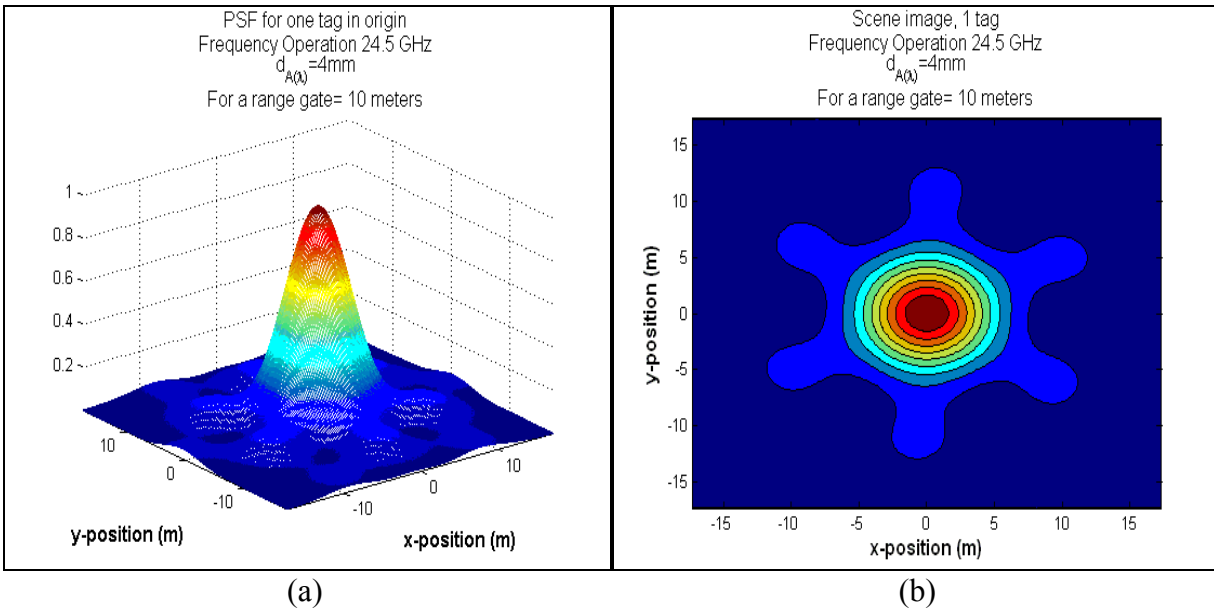 PSF for one tag in origin
Frequency Operation 24.5 GHz
d_A(λ)=4mm
For a range gate= 10 meters
1
0.8
0.6
0.4
0.2
10
0
-10
-10
0
10
y-position (m)
x-position (m)
(a)
Scene image, 1 tag
Frequency Operation 24.5 GHz
d_A(λ)=4mm
For a range gate= 10 meters
15
10
5
0
-5
-10
-15
-15 -10 -5 0 5 10 15
y-position (m)
x-position (m)
(b)